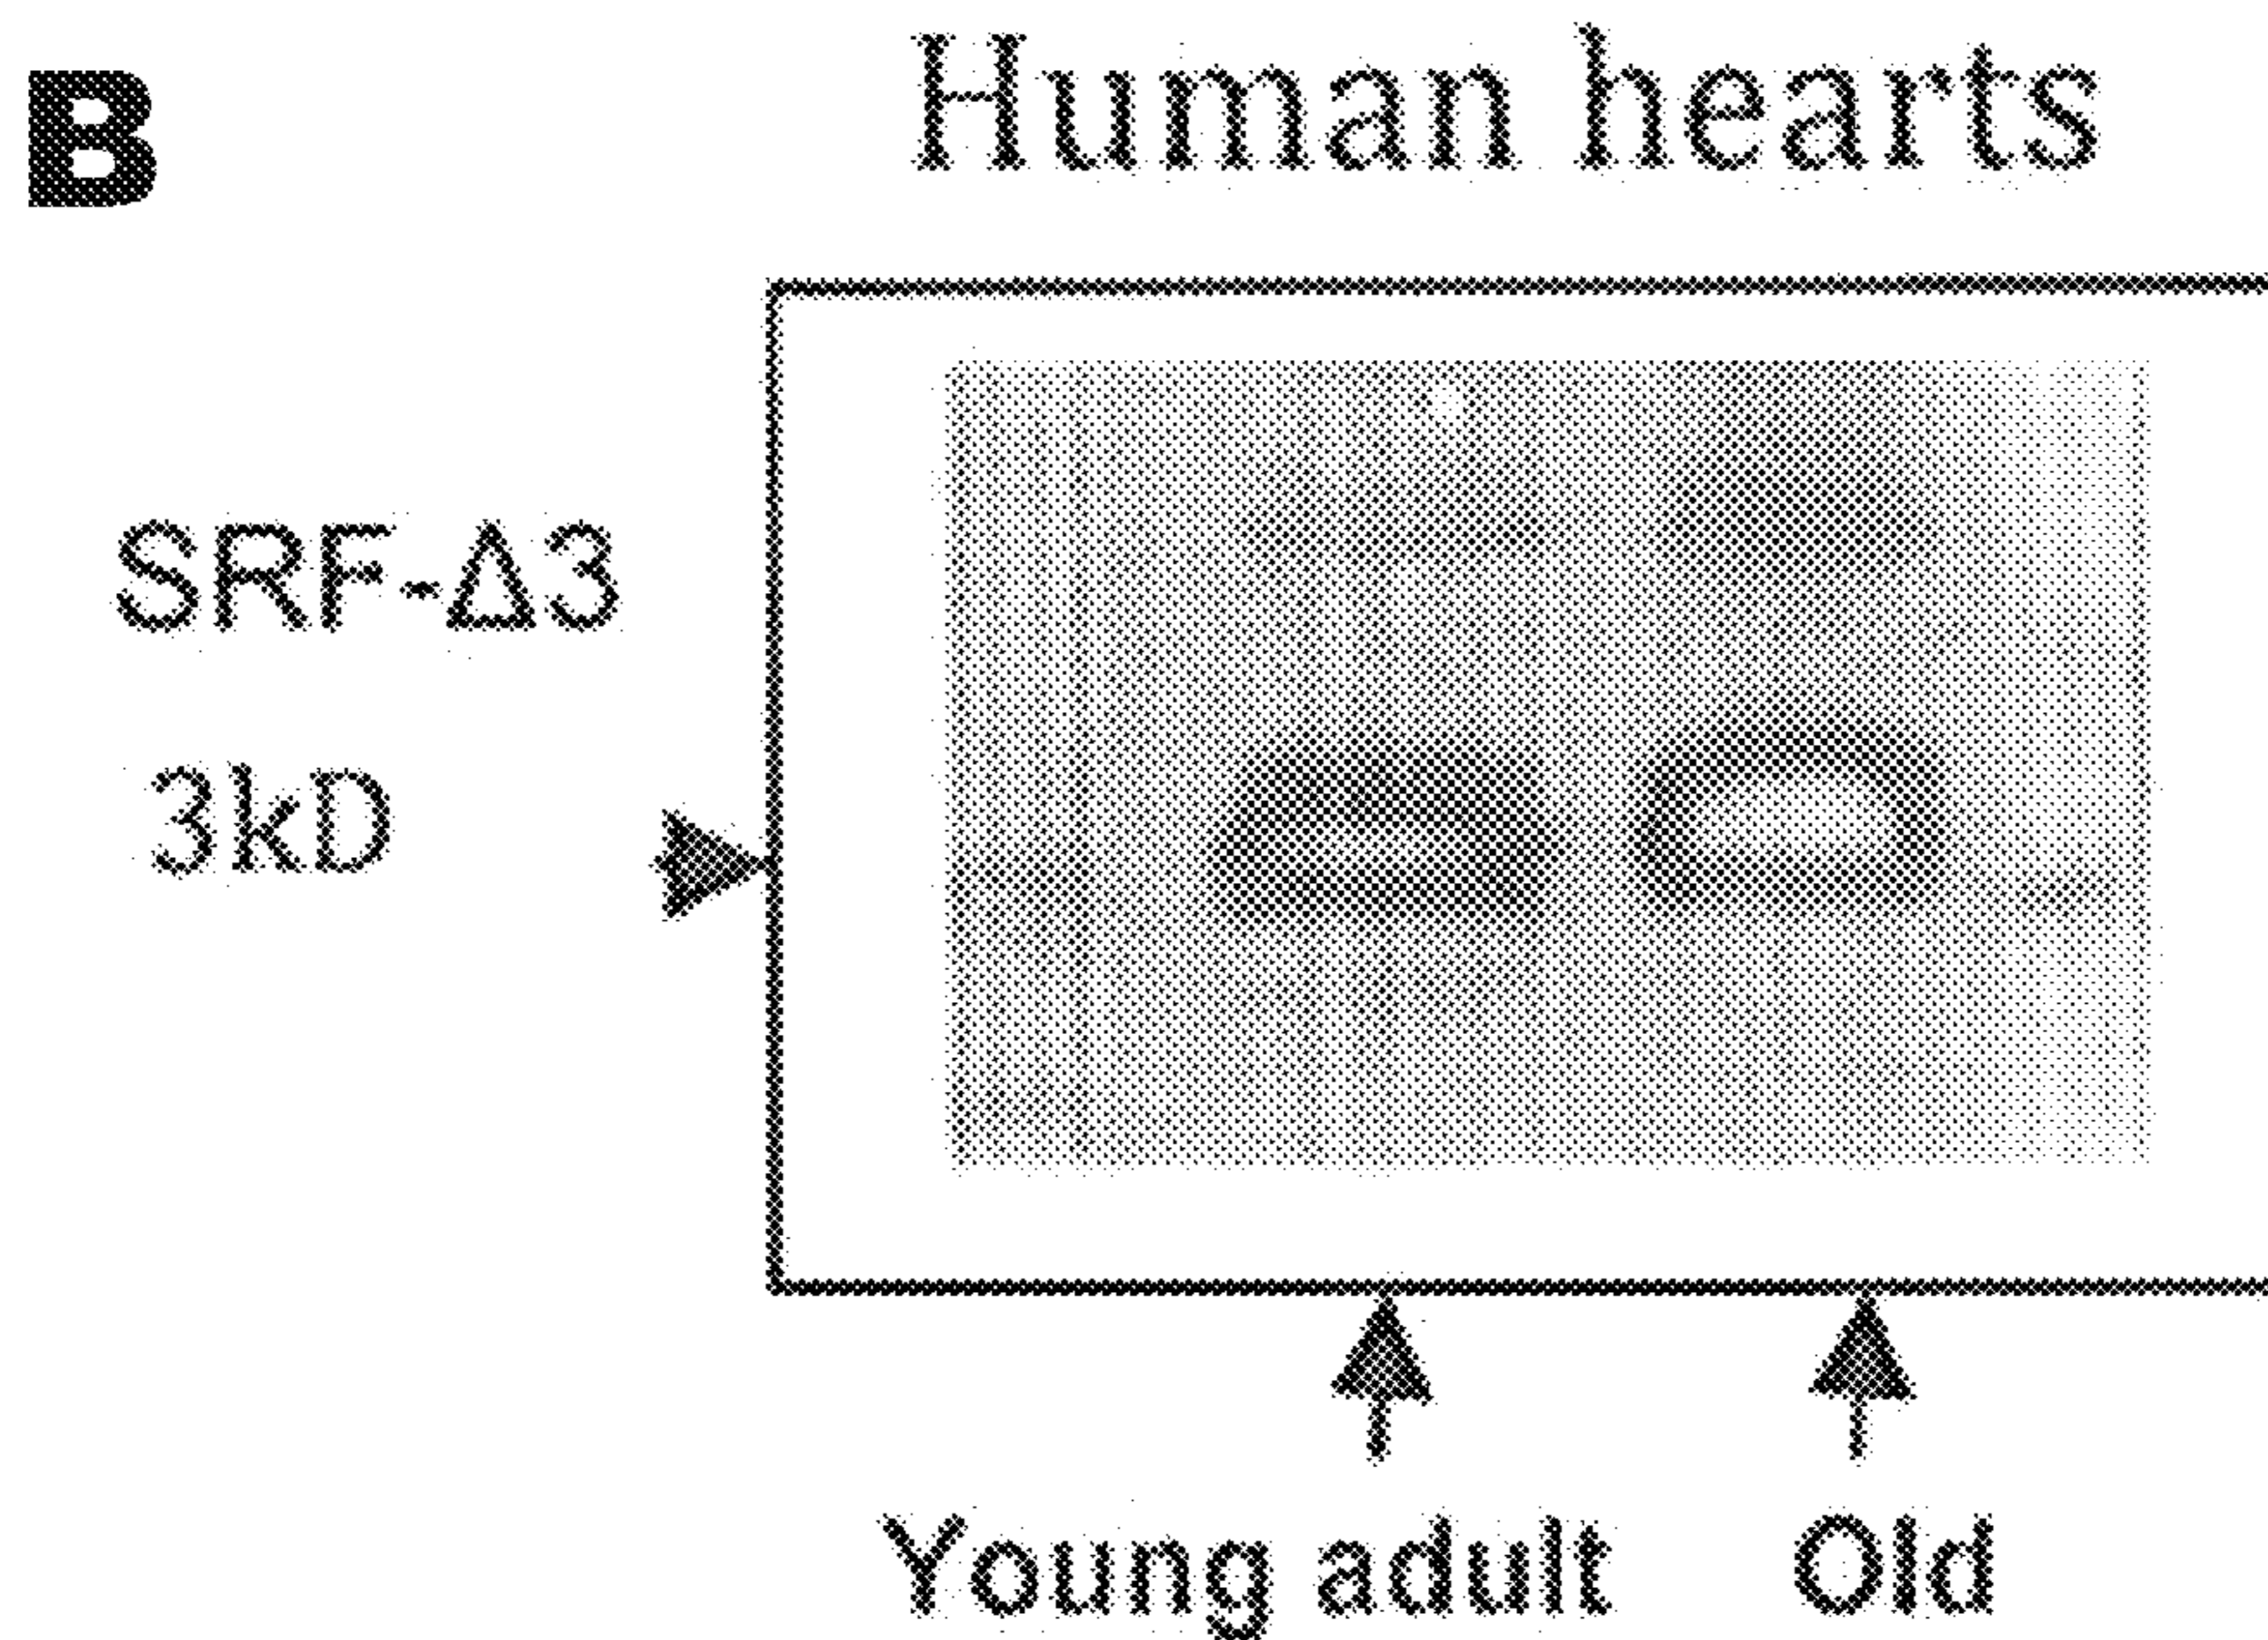 B
Human hearts
SRF-Δ3
3kD
Young adult
Old